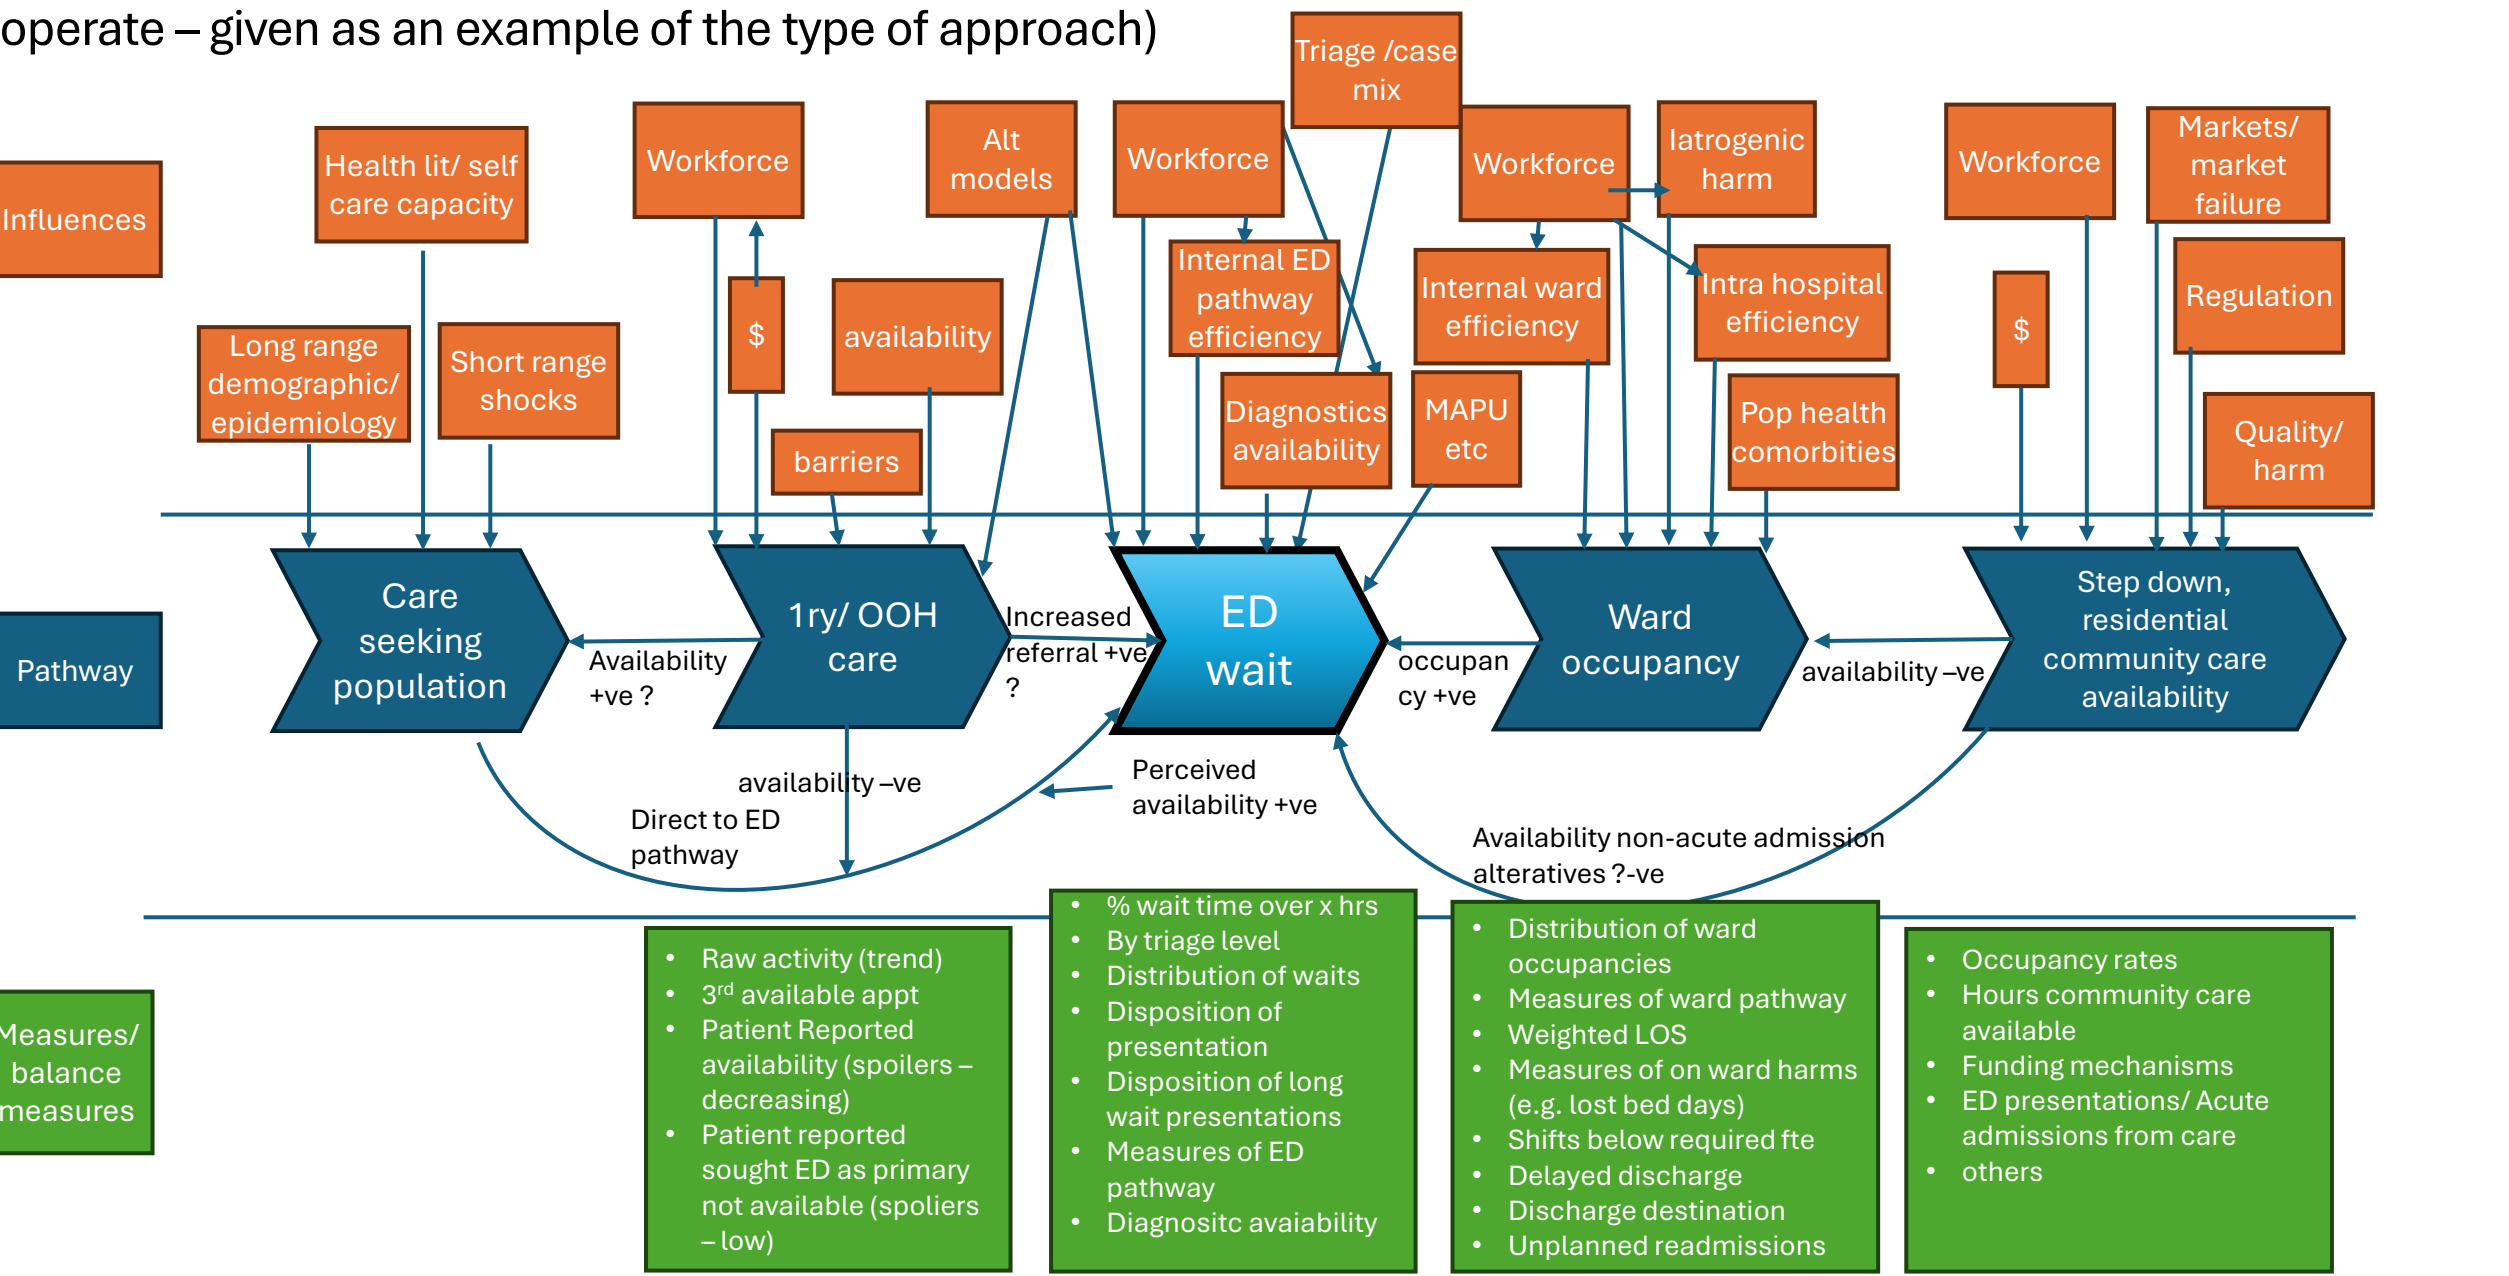 operate – given as an example of the type of approach)
Triage /case
mix
Influences
Health lit/ self
care capacity
Long range
demographic/
epidemiology
Short range
shocks
Workforce
$
availability
barriers
Alt
models
Workforce
Internal ED
pathway
efficiency
Diagnostics
availability
MAPU
etc
Workforce
Iatrogenic
harm
Internal ward
efficiency
Intra hospital
efficiency
Pop health
comorbities
Workforce
$
Markets/
market
failure
Regulation
Quality/
harm
Pathway
Care
seeking
population
Availability
+ve ?
1ry/ OOH
care
Increased
referral +ve
?
ED
wait
occupan
cy +ve
Ward
occupancy
availability –ve
Step down,
residential
community care
availability
availability –ve
Direct to ED
pathway
Perceived
availability +ve
Availability non-acute admission
alteratives ?-ve
Measures/
balance
measures
• Raw activity (trend)
• 3rd available appt
• Patient Reported
availability (spoilers –
decreasing)
• Patient reported
sought ED as primary
not available (spoliers
– low)
• % wait time over x hrs
• By triage level
• Distribution of waits
• Disposition of
presentation
• Disposition of long
wait presentations
• Measures of ED
pathway
• Diagnositc avaiability
• Distribution of ward
occupancies
• Measures of ward pathway
• Weighted LOS
• Measures of on ward harms
(e.g. lost bed days)
• Shifts below required fte
• Delayed discharge
• Discharge destination
• Unplanned readmissions
• Occupancy rates
• Hours community care
available
• Funding mechanisms
• ED presentations/ Acute
admissions from care
• others